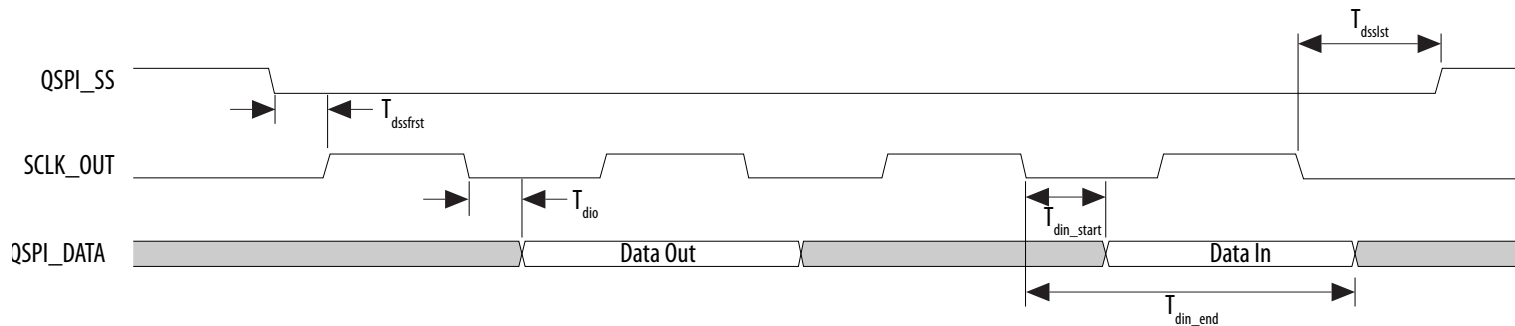 T_dsslst
QSPI_SS
T_dssfrst
SCLK_OUT
T_dio
T_din_start
QSPI_DATA
Data Out
Data In
T_din_end